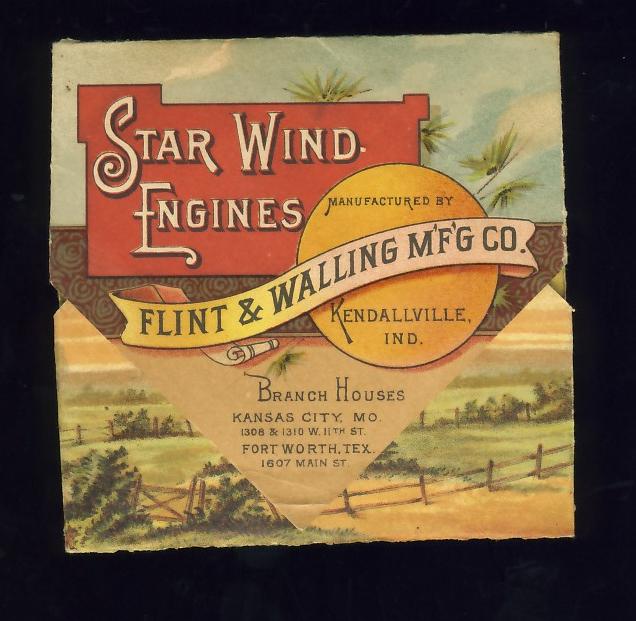 STAR WIND
ENGINES
MANUFACTURED BY
FLINT & WALLING M'F'G CO.
KENDALLVILLE,
IND.
BRANCH HOUSES
KANSAS CITY, MO.
1308 & 1310 W. 11TH ST.
FORT WORTH, TEX.
1607 MAIN ST.